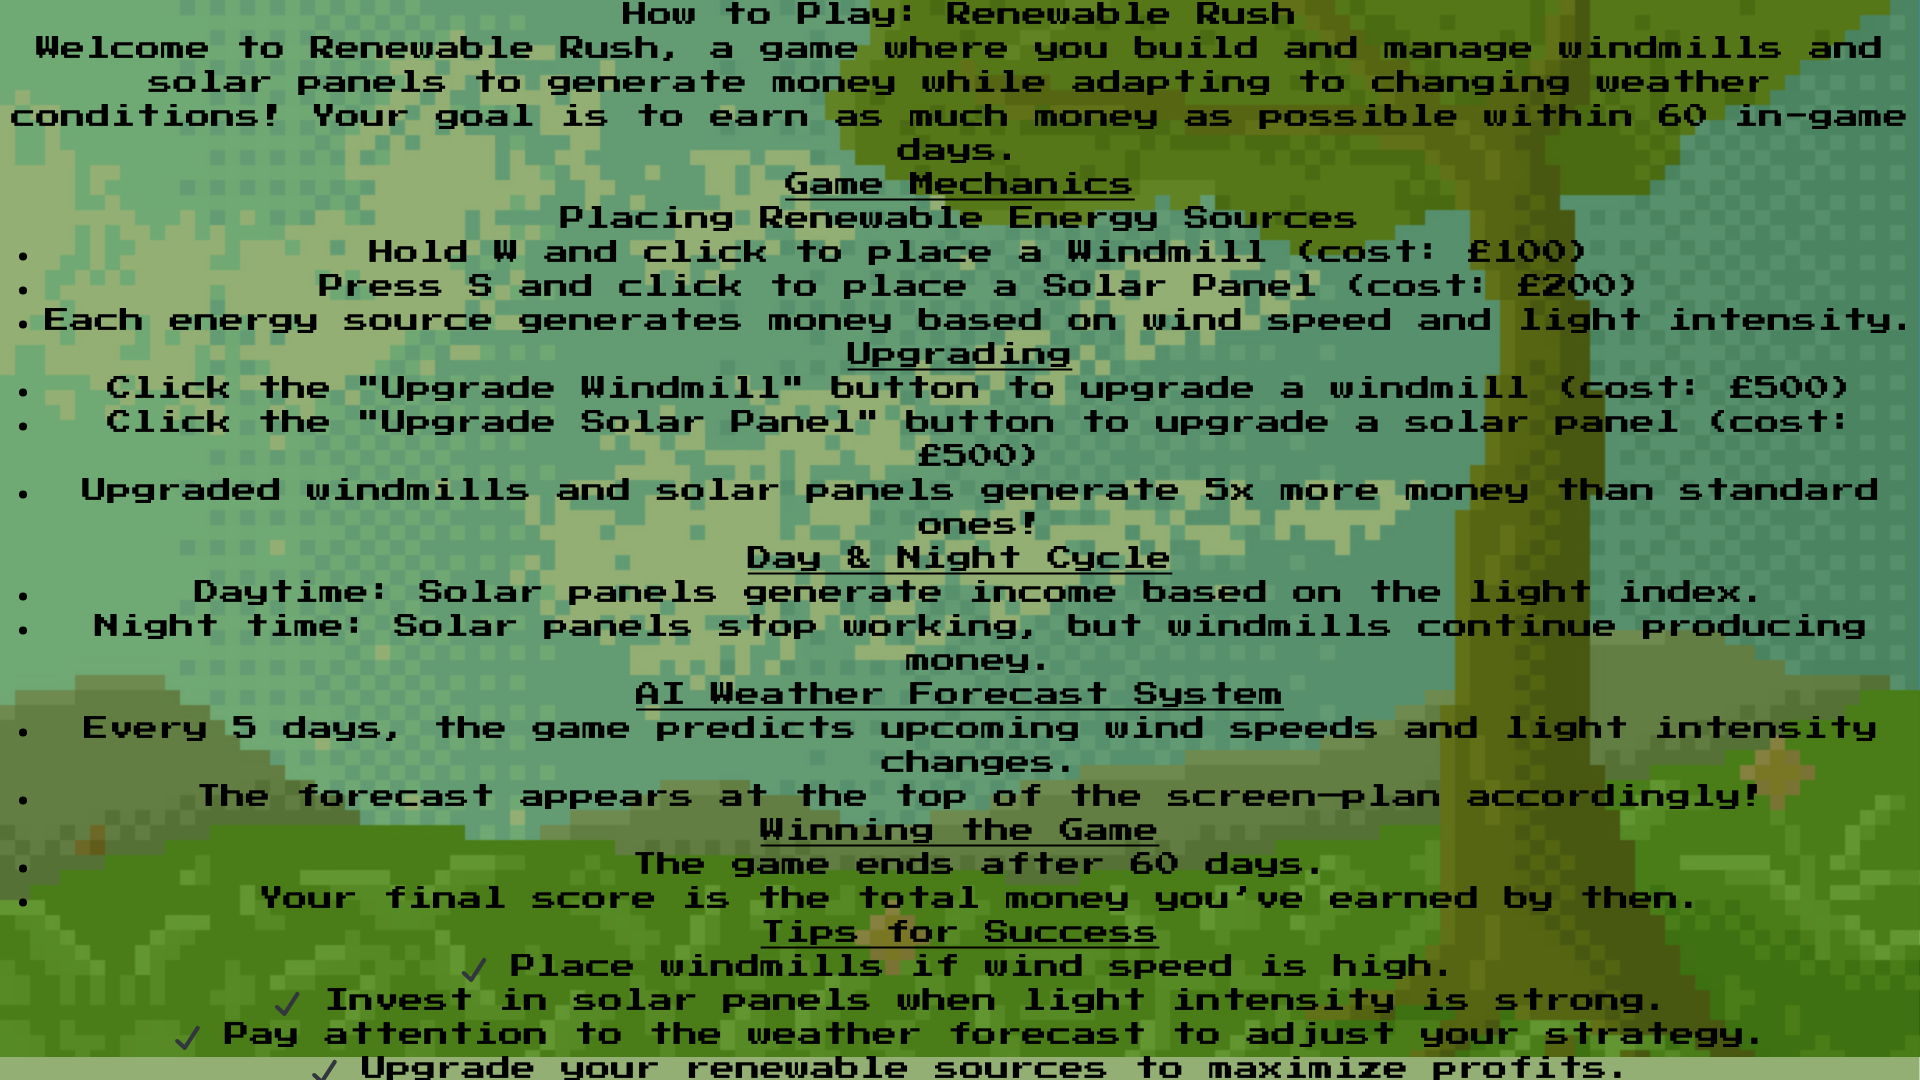 How to Play: Renewable Rush
Welcome to Renewable Rush, a game where you build and manage windmills and
solar panels to generate money while adapting to changing weather
conditions! Your goal is to earn as much money as possible within 60 in-game
days.
Game Mechanics
Placing Renewable Energy Sources
• Hold W and click to place a Windmill (cost: £100)
• Press S and click to place a Solar Panel (cost: £200)
• Each energy source generates money based on wind speed and light intensity.
Upgrading
• Click the "Upgrade Windmill" button to upgrade a windmill (cost: £500)
• Click the "Upgrade Solar Panel" button to upgrade a solar panel (cost:
£500)
• Upgraded windmills and solar panels generate 5x more money than standard
ones!
Day & Night Cycle
• Daytime: Solar panels generate income based on the light index.
• Night time: Solar panels stop working, but windmills continue producing
money.
AI Weather Forecast System
• Every 5 days, the game predicts upcoming wind speeds and light intensity
changes.
• The forecast appears at the top of the screen—plan accordingly!
Winning the Game
• The game ends after 60 days.
• Your final score is the total money you’ve earned by then.
Tips for Success
✓ Place windmills if wind speed is high.
✓ Invest in solar panels when light intensity is strong.
✓ Pay attention to the weather forecast to adjust your strategy.
✓ Upgrade your renewable sources to maximize profits.